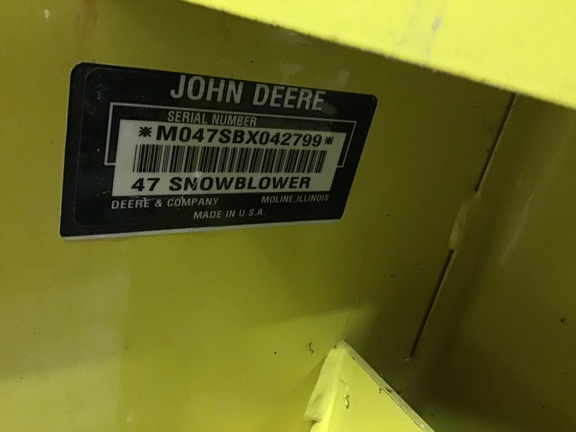 JOHN DEERE
SERIAL NUMBER
*M047SBX042799*
47 SNOWBLOWER
DEERE & COMPANY MOLINE, ILLINOIS
MADE IN U.S.A.